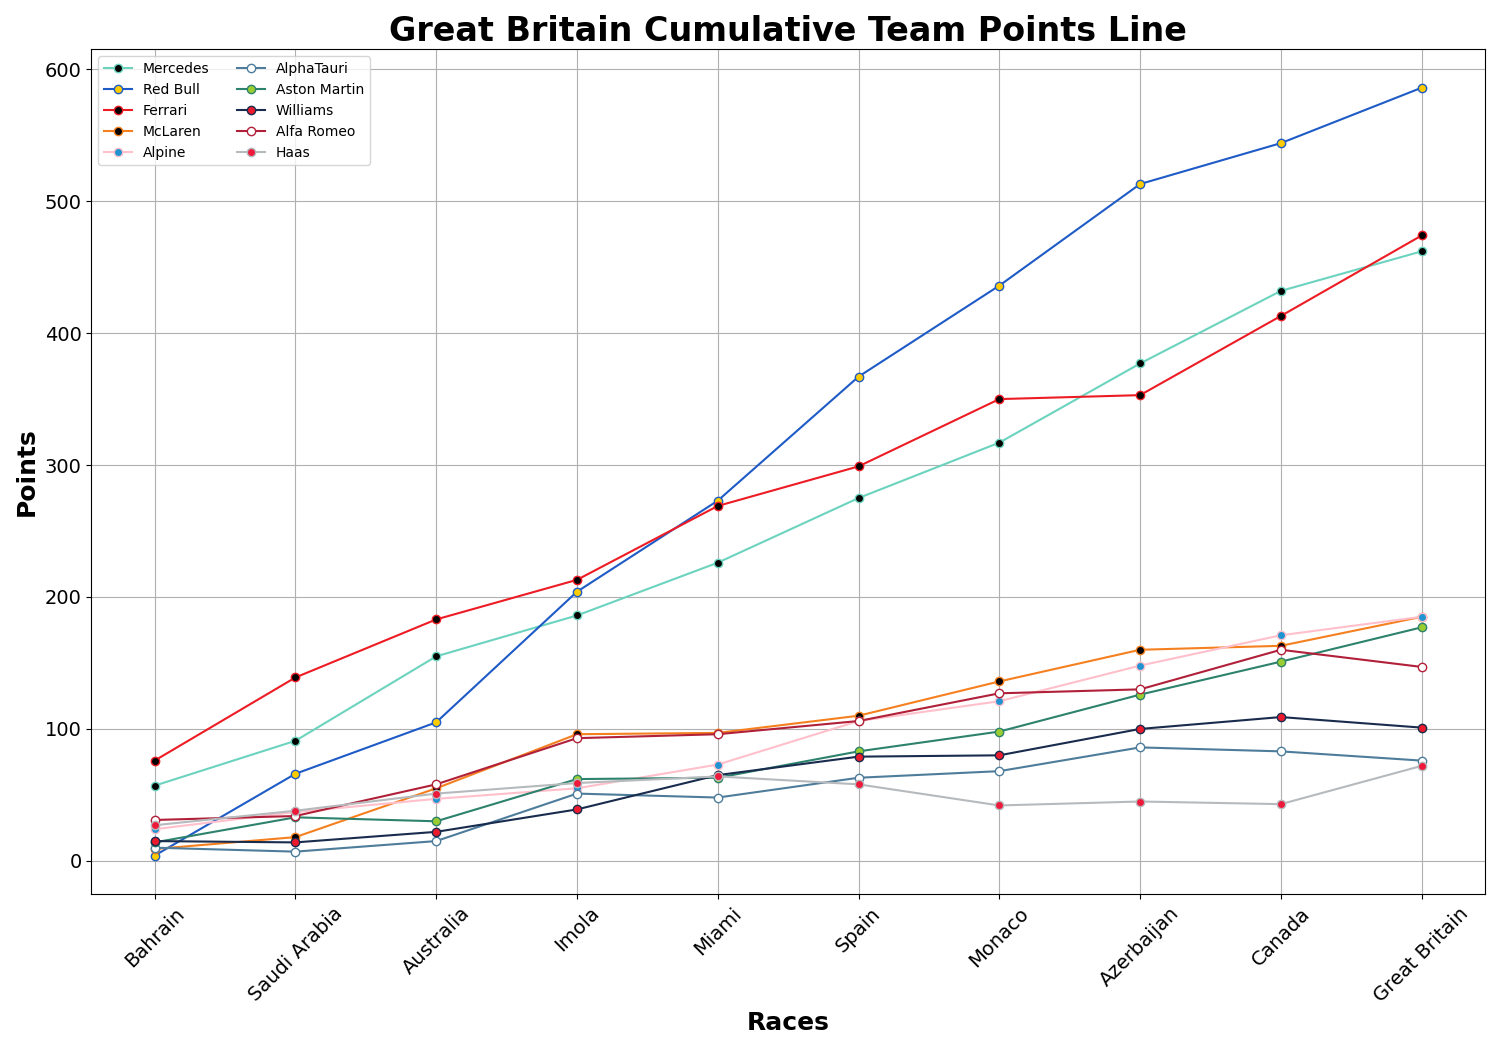 Great Britain Cumulative Team Points Line
Mercedes
Red Bull
Ferrari
McLaren
Alpine
AlphaTauri
Aston Martin
Williams
Alfa Romeo
Haas
Points
600
500
400
300
200
100
0
Bahrain
Saudi Arabia
Australia
Imola
Miami
Spain
Monaco
Azerbaijan
Canada
Great Britain
Races